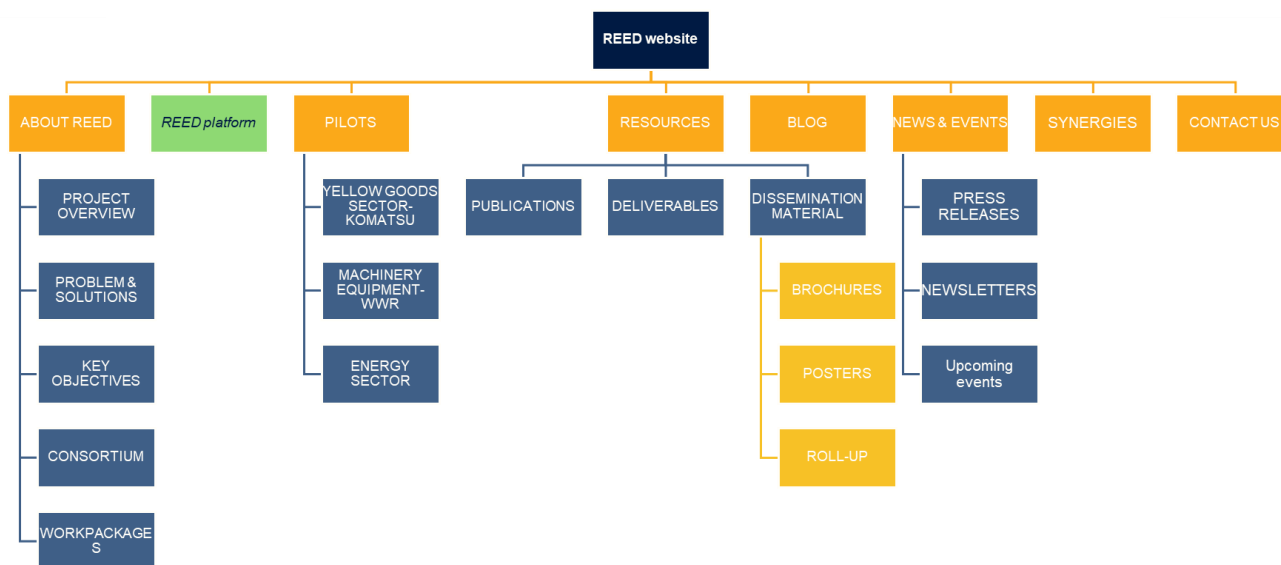 REED website
ABOUT REED
REED platform
PILOTS
RESOURCES
BLOG
NEWS & EVENTS
SYNERGIES
CONTACT US
PROJECT
OVERVIEW
PROBLEM &
SOLUTIONS
KEY
OBJECTIVES
CONSORTIUM
WORKPACKAGE
S
YELLOW GOODS
SECTOR-
KOMATSU
MACHINERY
EQUIPMENT-
WWR
ENERGY
SECTOR
PUBLICATIONS
DELIVERABLES
DISSEMINATION
MATERIAL
BROCHURES
POSTERS
ROLL-UP
PRESS
RELEASES
NEWSLETTERS
Upcoming
events